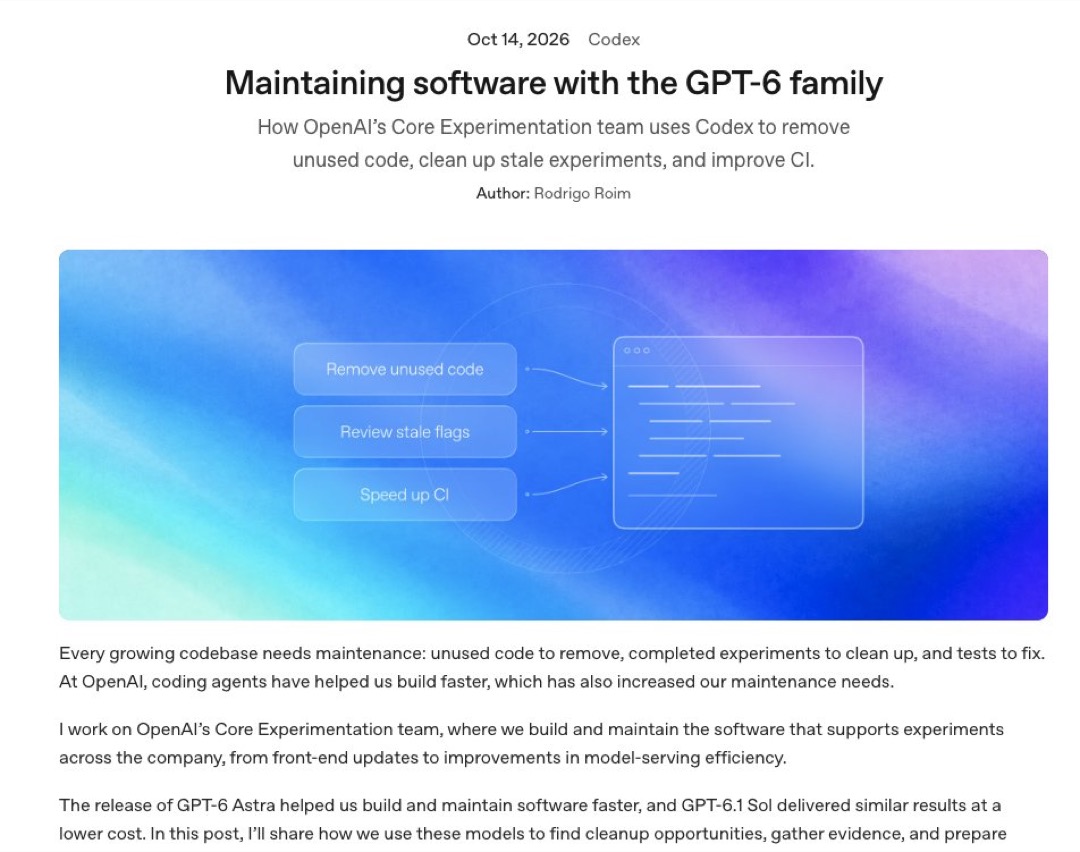 Oct 14, 2026 Codex
Maintaining software with the GPT-6 family
How OpenAI’s Core Experimentation team uses Codex to remove
unused code, clean up stale experiments, and improve CI.
Author: Rodrigo Roim
Remove unused code
Review stale flags
Speed up CI
Every growing codebase needs maintenance: unused code to remove, completed experiments to clean up, and tests to fix.
At OpenAI, coding agents have helped us build faster, which has also increased our maintenance needs.
I work on OpenAI’s Core Experimentation team, where we build and maintain the software that supports experiments
across the company, from front-end updates to improvements in model-serving efficiency.
The release of GPT-6 Astra helped us build and maintain software faster, and GPT-6.1 Sol delivered similar results at a
lower cost. In this post, I’ll share how we use these models to find cleanup opportunities, gather evidence, and prepare